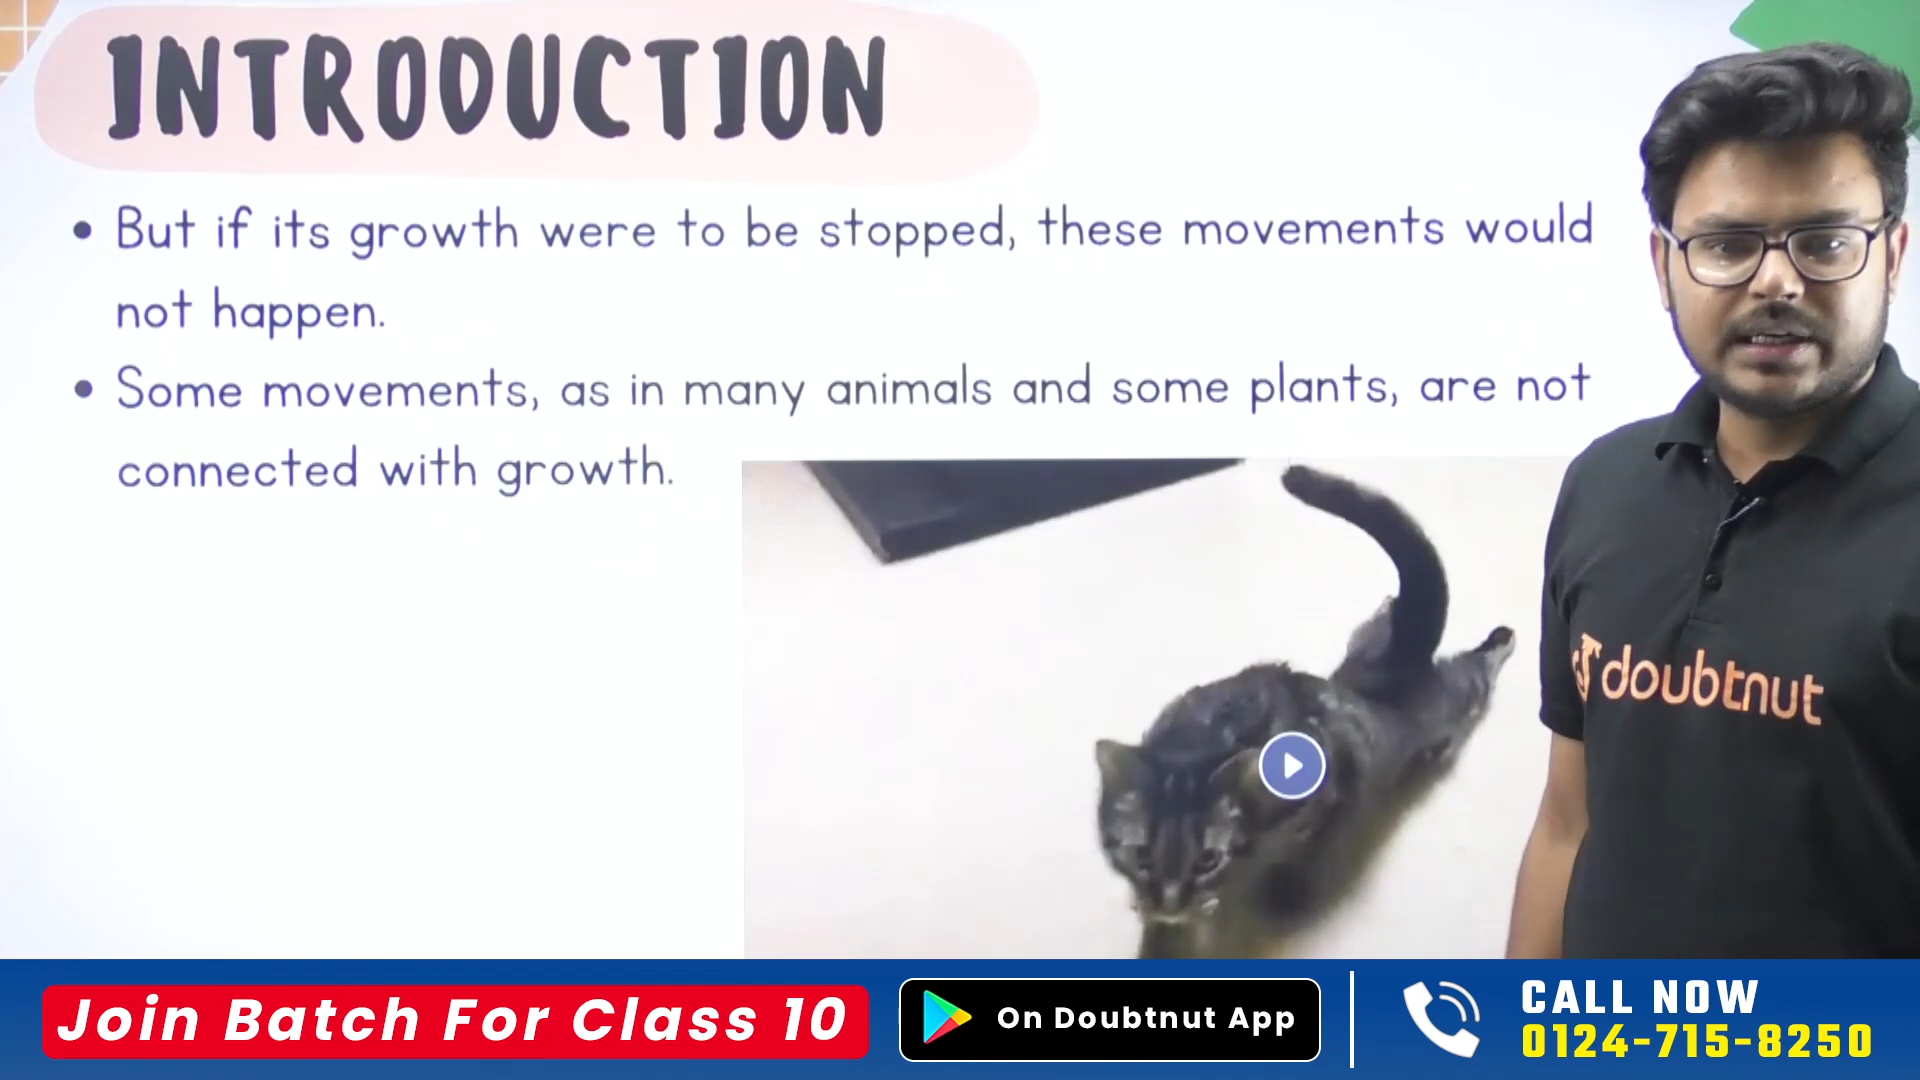 INTRODUCTION
• But if its growth were to be stopped, these movements would
not happen.
• Some movements, as in many animals and some plants, are not
connected with growth.
doubtnut
Join Batch For Class 10
On Doubtnut App
CALL NOW
0124-715-8250